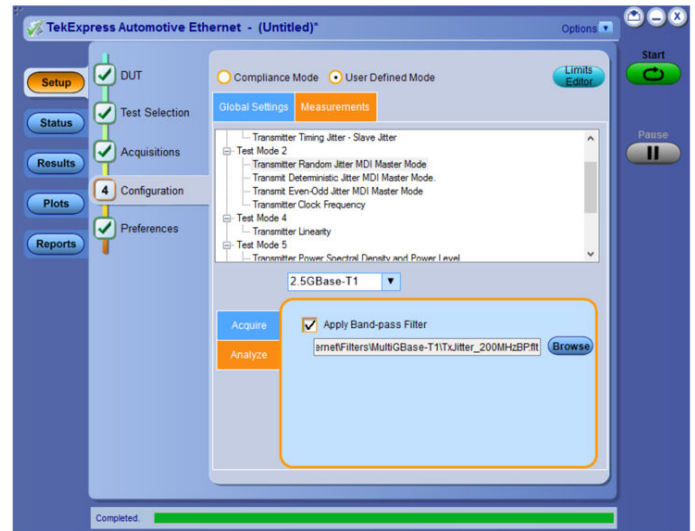 TekExpress Automotive Ethernet - (Untitled)*
Options
Start
Pause
Setup
Status
Results
Plots
Reports
DUT
Test Selection
Acquisitions
4 Configuration
Preferences
Compliance Mode User Defined Mode
Limits
Editor
Global Settings Measurements
Transmitter Timing Jitter - Slave Jitter
Test Mode 2
Transmitter Random Jitter MDI Master Mode
Transmit Deterministic Jitter MDI Master Mode.
Transmit Even-Odd Jitter MDI Master Mode
Transmitter Clock Frequency
Test Mode 4
Transmitter Linearity
Test Mode 5
Transmitter Power Spectral Density and Power Level
2.5GBase-T1
Acquire
Analyze
Apply Band-pass Filter
ernet\Filters\MultiGBase-T1\TxJitter_200MHzBP.flt Browse
Completed.